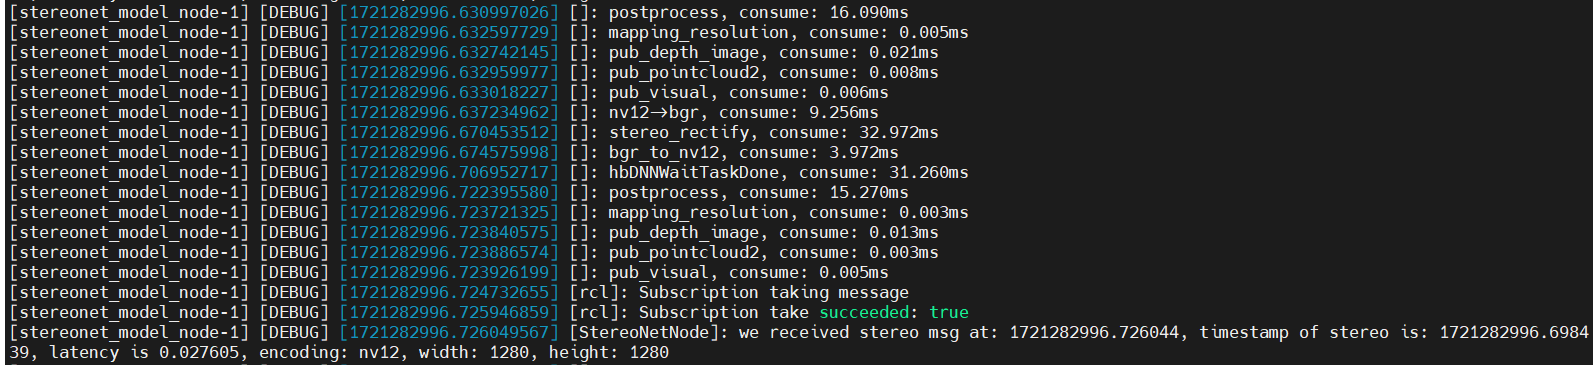 [stereonet_model_node-1] [DEBUG] [1721282996.630997026] []: postprocess, consume: 16.090ms
[stereonet_model_node-1] [DEBUG] [1721282996.632597729] []: mapping_resolution, consume: 0.005ms
[stereonet_model_node-1] [DEBUG] [1721282996.632742145] []: pub_depth_image, consume: 0.021ms
[stereonet_model_node-1] [DEBUG] [1721282996.632959977] []: pub_pointcloud2, consume: 0.008ms
[stereonet_model_node-1] [DEBUG] [1721282996.633018227] []: pub_visual, consume: 0.006ms
[stereonet_model_node-1] [DEBUG] [1721282996.637234962] []: nv12→bgr, consume: 9.256ms
[stereonet_model_node-1] [DEBUG] [1721282996.670453512] []: stereo_rectify, consume: 32.972ms
[stereonet_model_node-1] [DEBUG] [1721282996.674575998] []: bgr_to_nv12, consume: 3.972ms
[stereonet_model_node-1] [DEBUG] [1721282996.706952717] []: hbDNNWaitTaskDone, consume: 31.260ms
[stereonet_model_node-1] [DEBUG] [1721282996.722395580] []: postprocess, consume: 15.270ms
[stereonet_model_node-1] [DEBUG] [1721282996.723721325] []: mapping_resolution, consume: 0.003ms
[stereonet_model_node-1] [DEBUG] [1721282996.723840575] []: pub_depth_image, consume: 0.013ms
[stereonet_model_node-1] [DEBUG] [1721282996.723886574] []: pub_pointcloud2, consume: 0.003ms
[stereonet_model_node-1] [DEBUG] [1721282996.723926199] []: pub_visual, consume: 0.005ms
[stereonet_model_node-1] [DEBUG] [1721282996.724732655] [rcl]: Subscription taking message
[stereonet_model_node-1] [DEBUG] [1721282996.725946859] [rcl]: Subscription take succeeded: true
[stereonet_model_node-1] [DEBUG] [1721282996.726049567] [StereoNetNode]: we received stereo msg at: 1721282996.726044, timestamp of stereo is: 1721282996.6984
39, latency is 0.027605, encoding: nv12, width: 1280, height: 1280